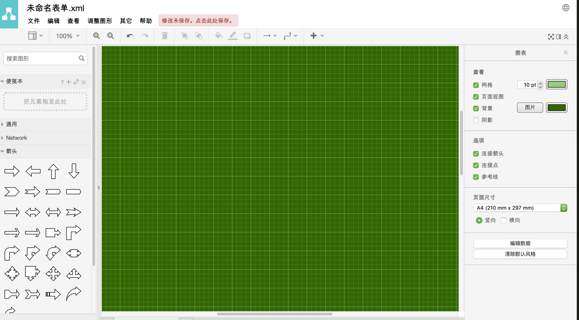 未命名表单.xml
文件 编辑 查看 调整图形 其它 帮助 修改未保存。点击此处保存。
100%
搜索图形
便笺本
把元素拖至此处
通用
Network
箭头
图表
查看
网格 10 pt
页面视图
背景 图片
阴影
选项
连接箭头
连接点
参考线
页面尺寸
A4 (210 mm x 297 mm)
竖向 横向
编辑数据
清除默认风格